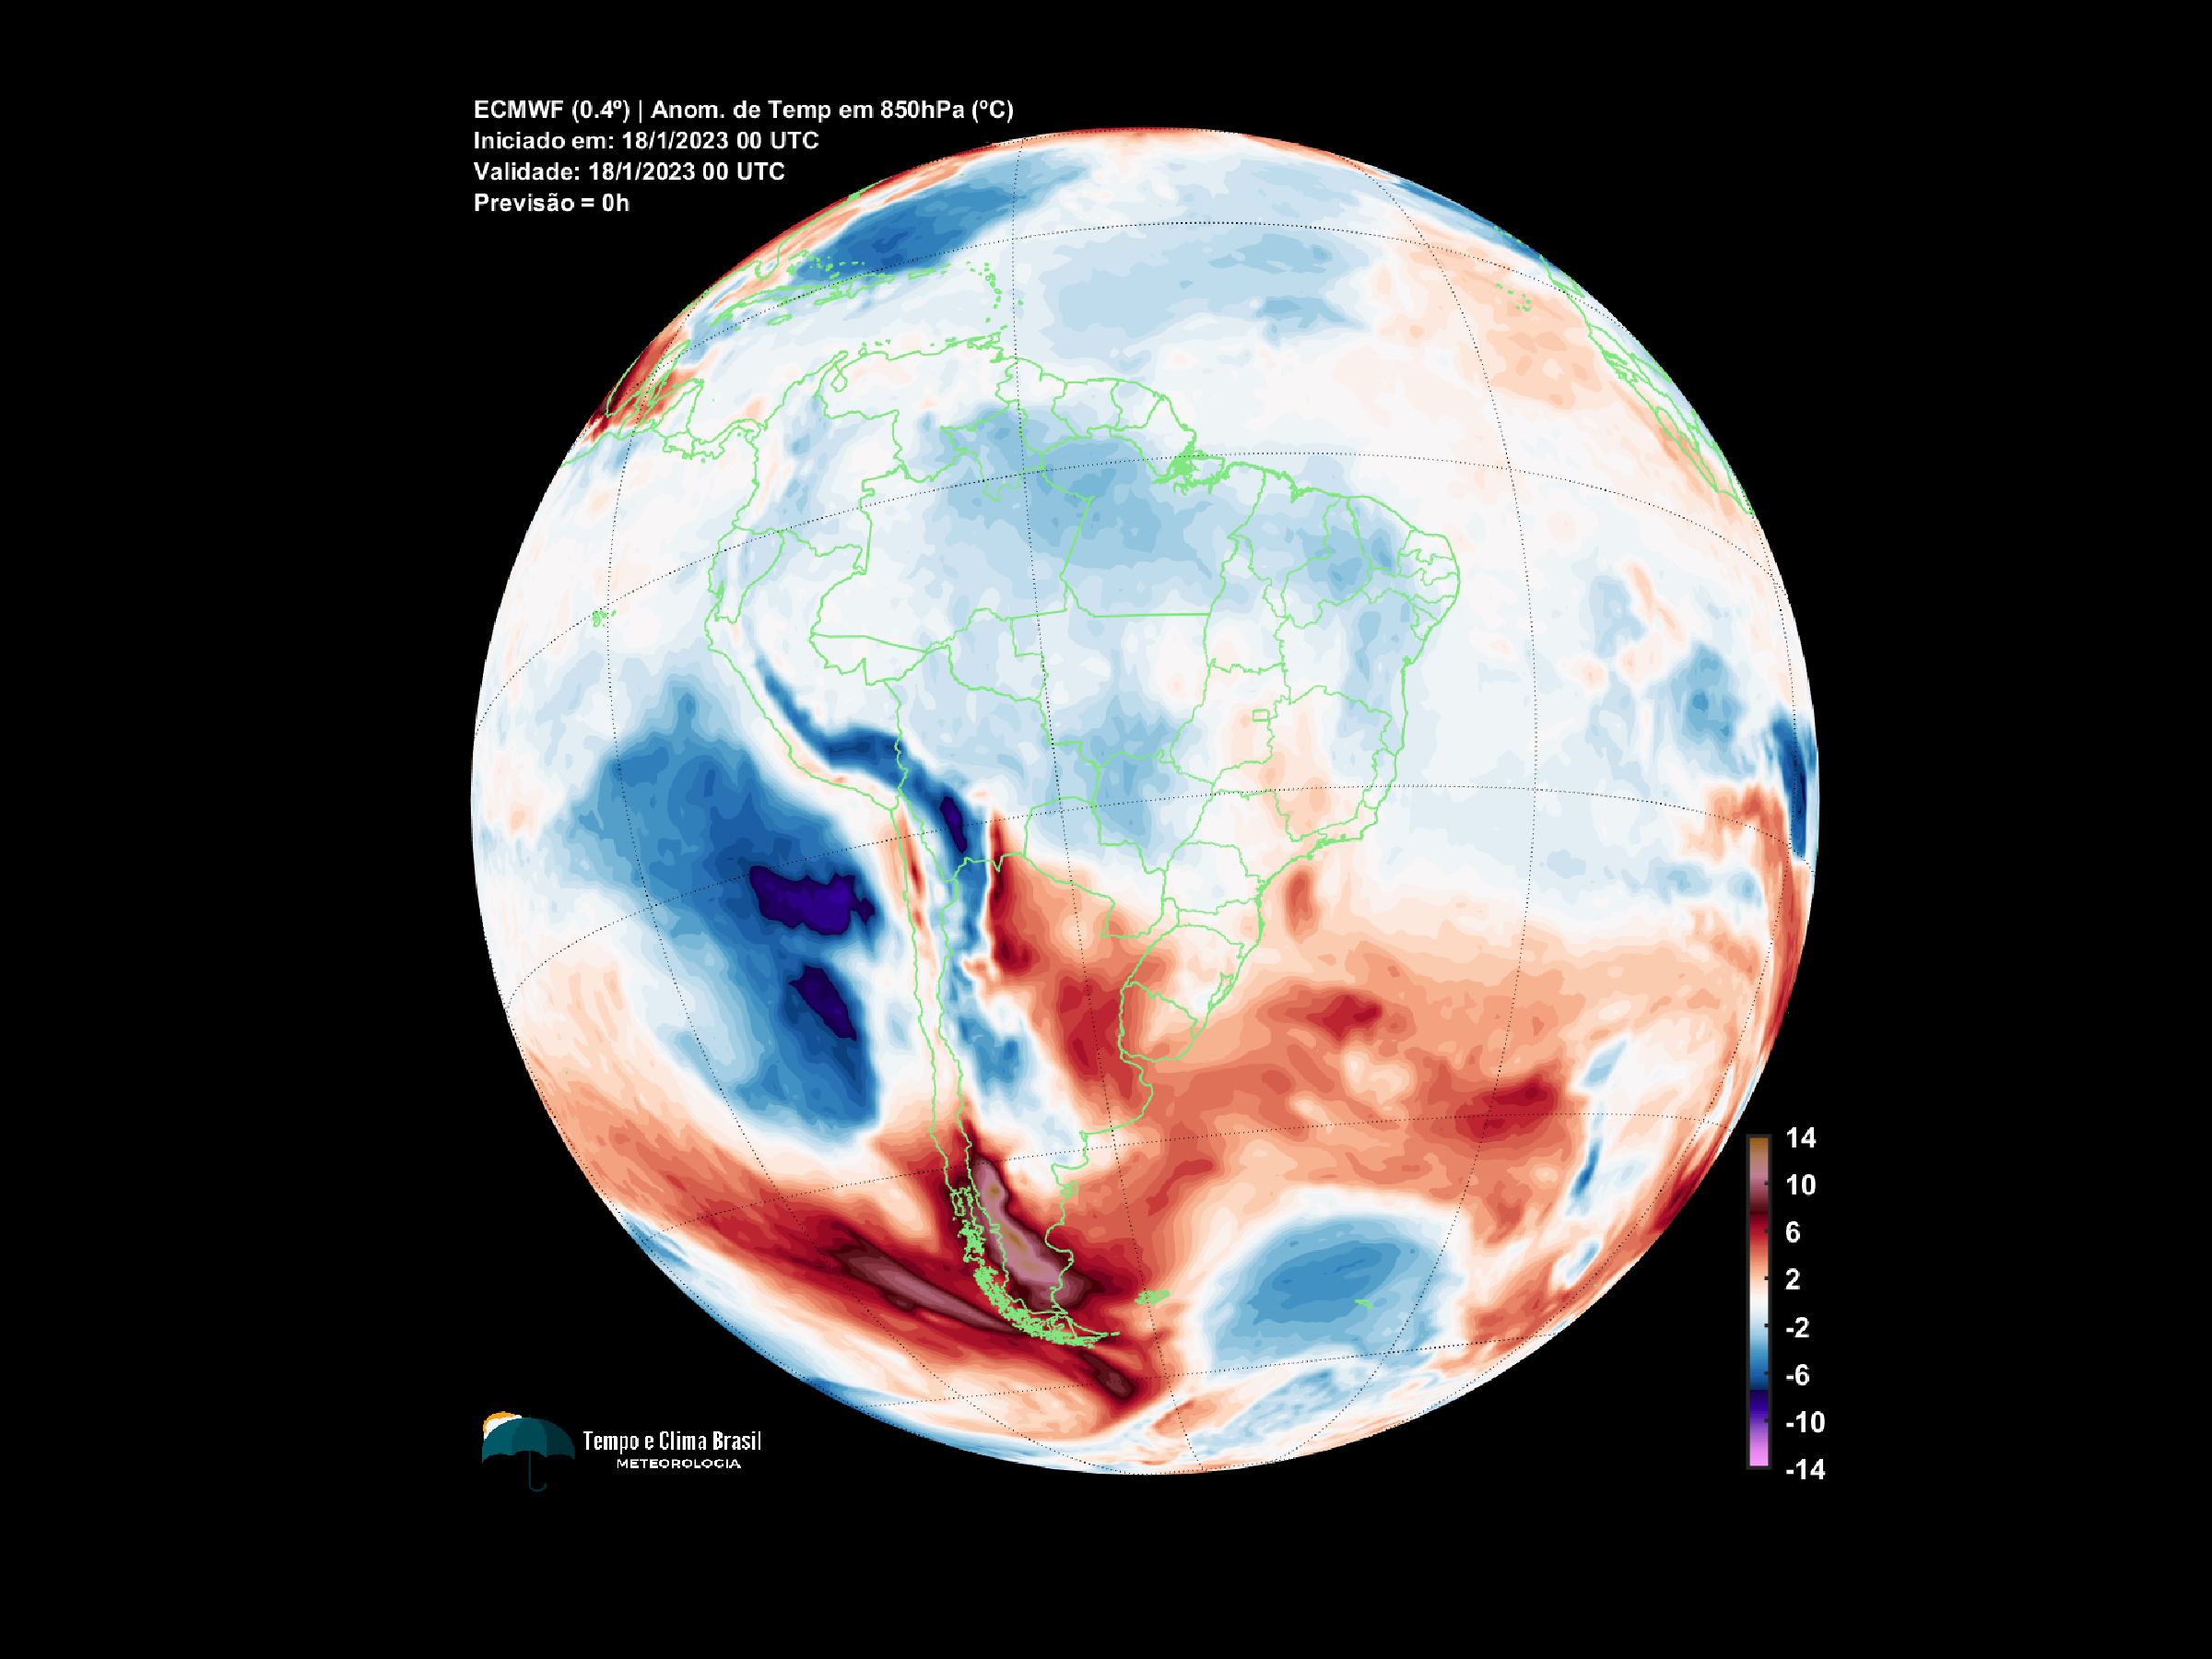 ECMWF (0.4º) | Anom. de Temp em 850hPa (ºC)
Iniciado em: 18/1/2023 00 UTC
Validade: 18/1/2023 00 UTC
Previsão = 0h
14
10
6
2
-2
-6
-10
-14
Tempo e Clima Brasil
METEOROLOGIA